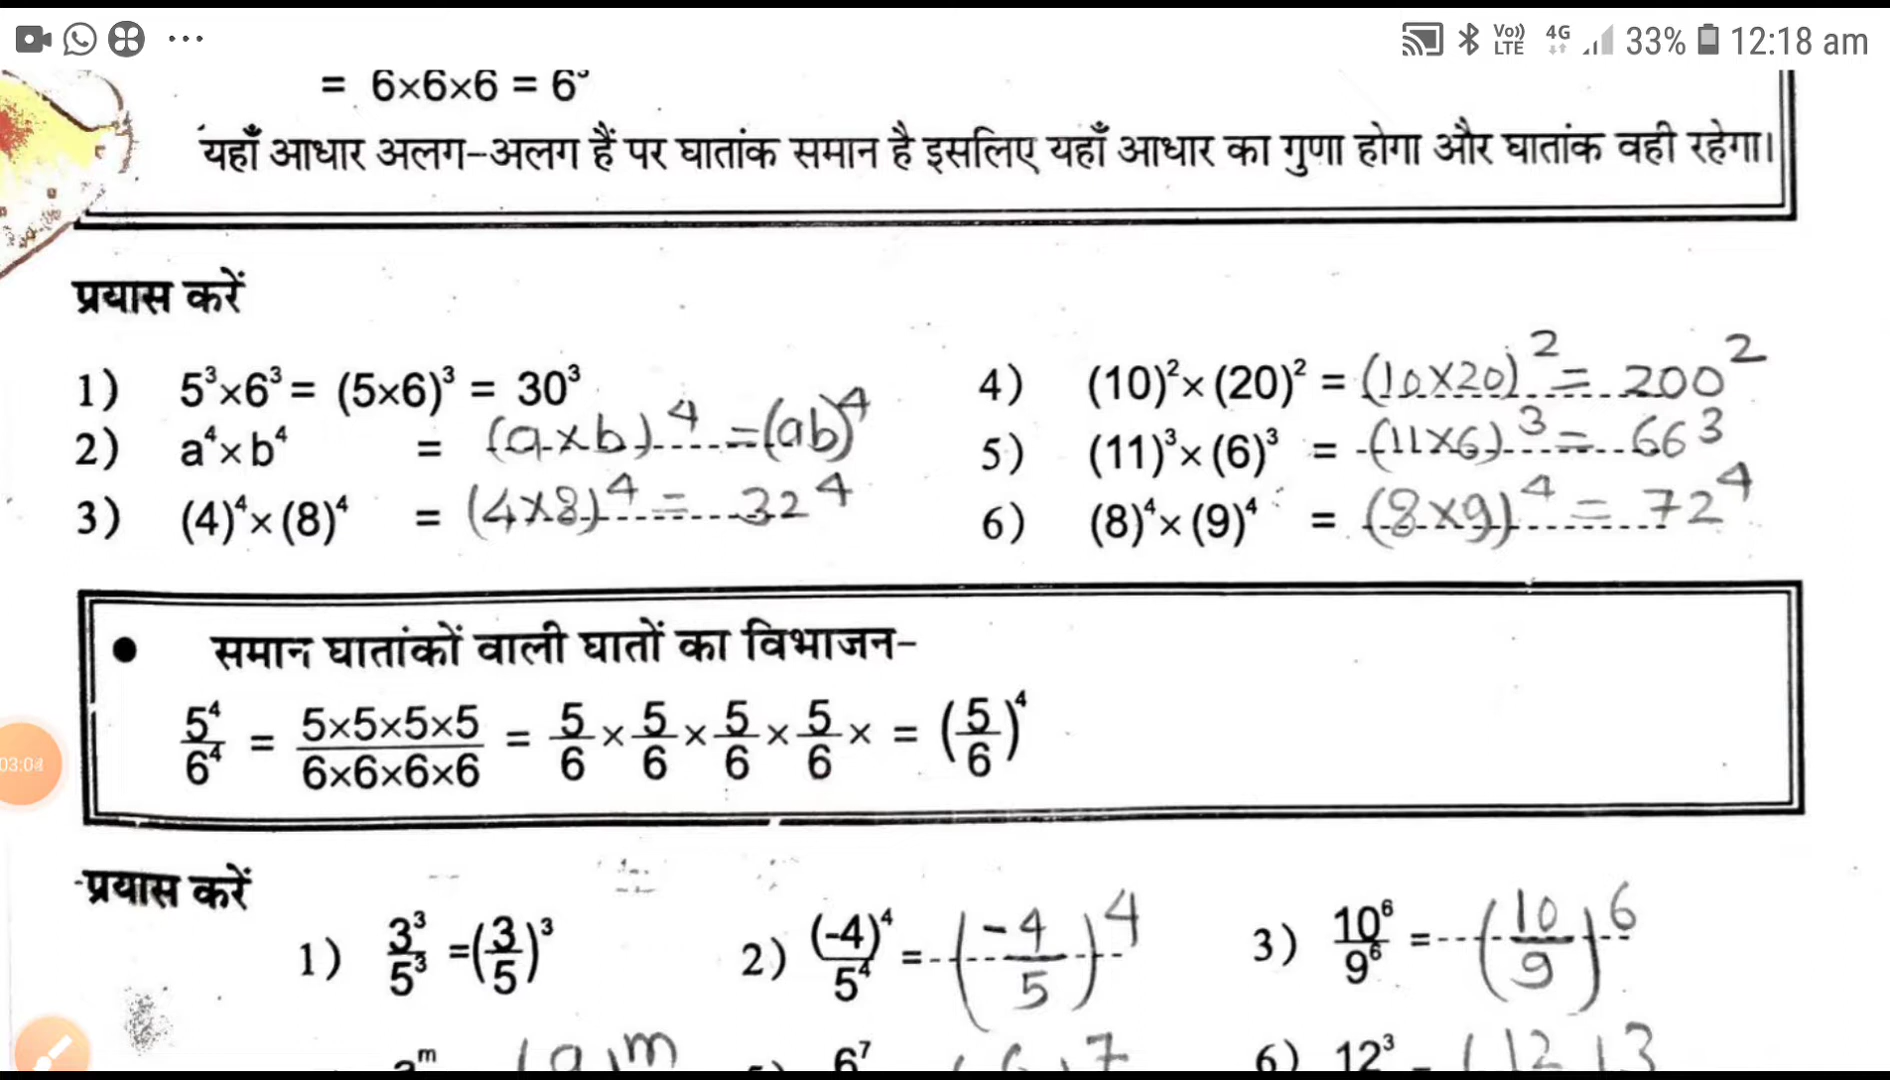 33% 12:18 am
= 6×6×6 = 6³
यहाँ आधार अलग-अलग हैं पर घातांक समान है इसलिए यहाँ आधार का गुणा होगा और घातांक वही रहेगा।
प्रयास करें
1) 5³×6³ = (5×6)³ = 30³
2) a⁴×b⁴ = (a×b)⁴ = (ab)⁴
3) (4)⁴×(8)⁴ = (4×8)⁴ = 32⁴
4) (10)²×(20)² = (10×20)² = 200²
5) (11)³×(6)³ = (11×6)³ = 66³
6) (8)⁴×(9)⁴ = (8×9)⁴ = 72⁴
• समान घातांकों वाली घातों का विभाजन-
5⁴/6⁴ = 5×5×5×5/6×6×6×6 = 5/6 × 5/6 × 5/6 × 5/6 × = (5/6)⁴
03:04
प्रयास करें
1) 3³/5³ = (3/5)³ 2) (-4)⁴/5⁴ = (-4/5)⁴ 3) 10⁶/9⁶ = (10/9)⁶
6⁷ 6) 12³